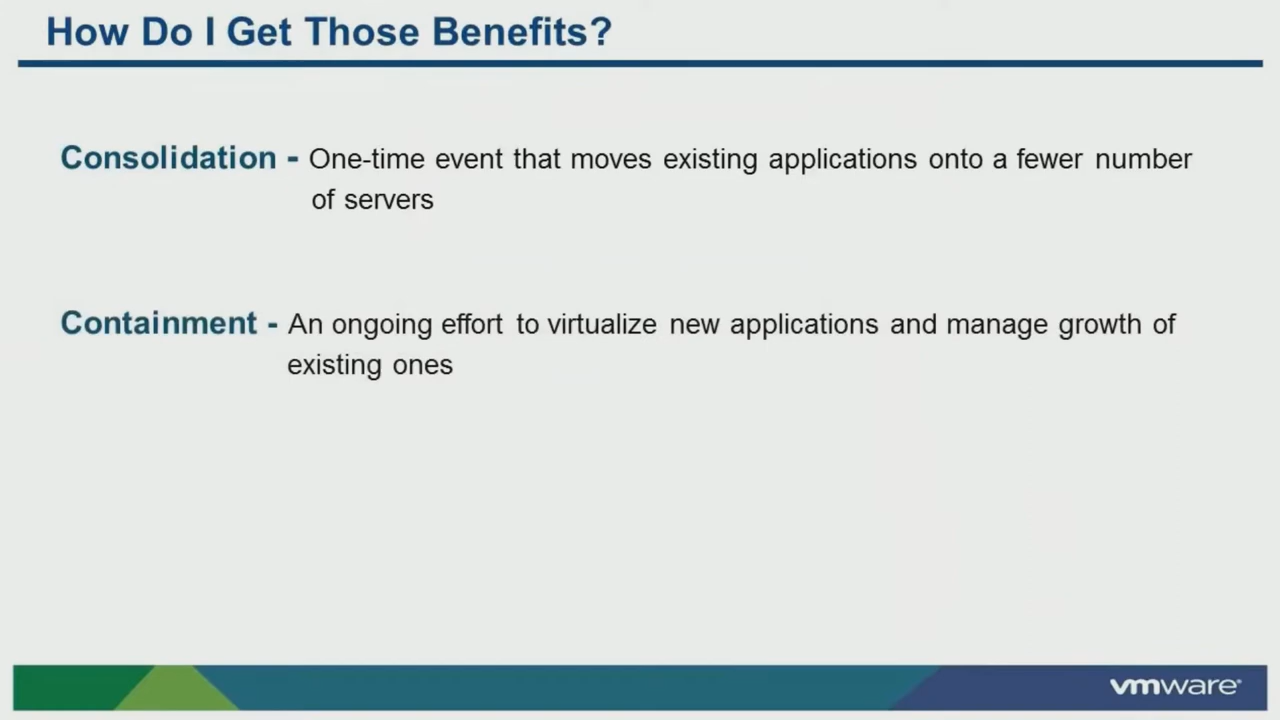 How Do I Get Those Benefits?
Consolidation - One-time event that moves existing applications onto a fewer number
of servers
Containment - An ongoing effort to virtualize new applications and manage growth of
existing ones
vmware®